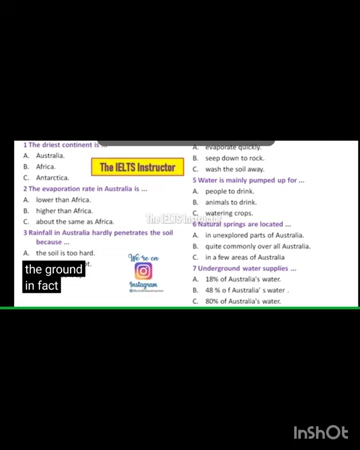 1 The driest continent is ...
A. Australia.
B. Africa.
C. Antarctica.
2 The evaporation rate in Australia is ...
A. lower than Africa.
B. higher than Africa.
C. about the same as Africa.
3 Rainfall in Australia hardly penetrates the soil
because ...
A. the soil is too hard.
the ground
in fact
The IELTS Instructor
The IELTS Instructor
We're on
Instagram
A. evaporate quickly.
B. seep down to rock.
C. wash the soil away.
5 Water is mainly pumped up for ...
A. people to drink.
B. animals to drink.
C. watering crops.
6 Natural springs are located ...
A. in unexplored parts of Australia.
B. quite commonly over all Australia.
C. in a few areas of Australia
7 Underground water supplies ...
A. 18% of Australia's water.
B. 48 % o f Australia' s water .
C. 80% of Australia's water.
InShOt